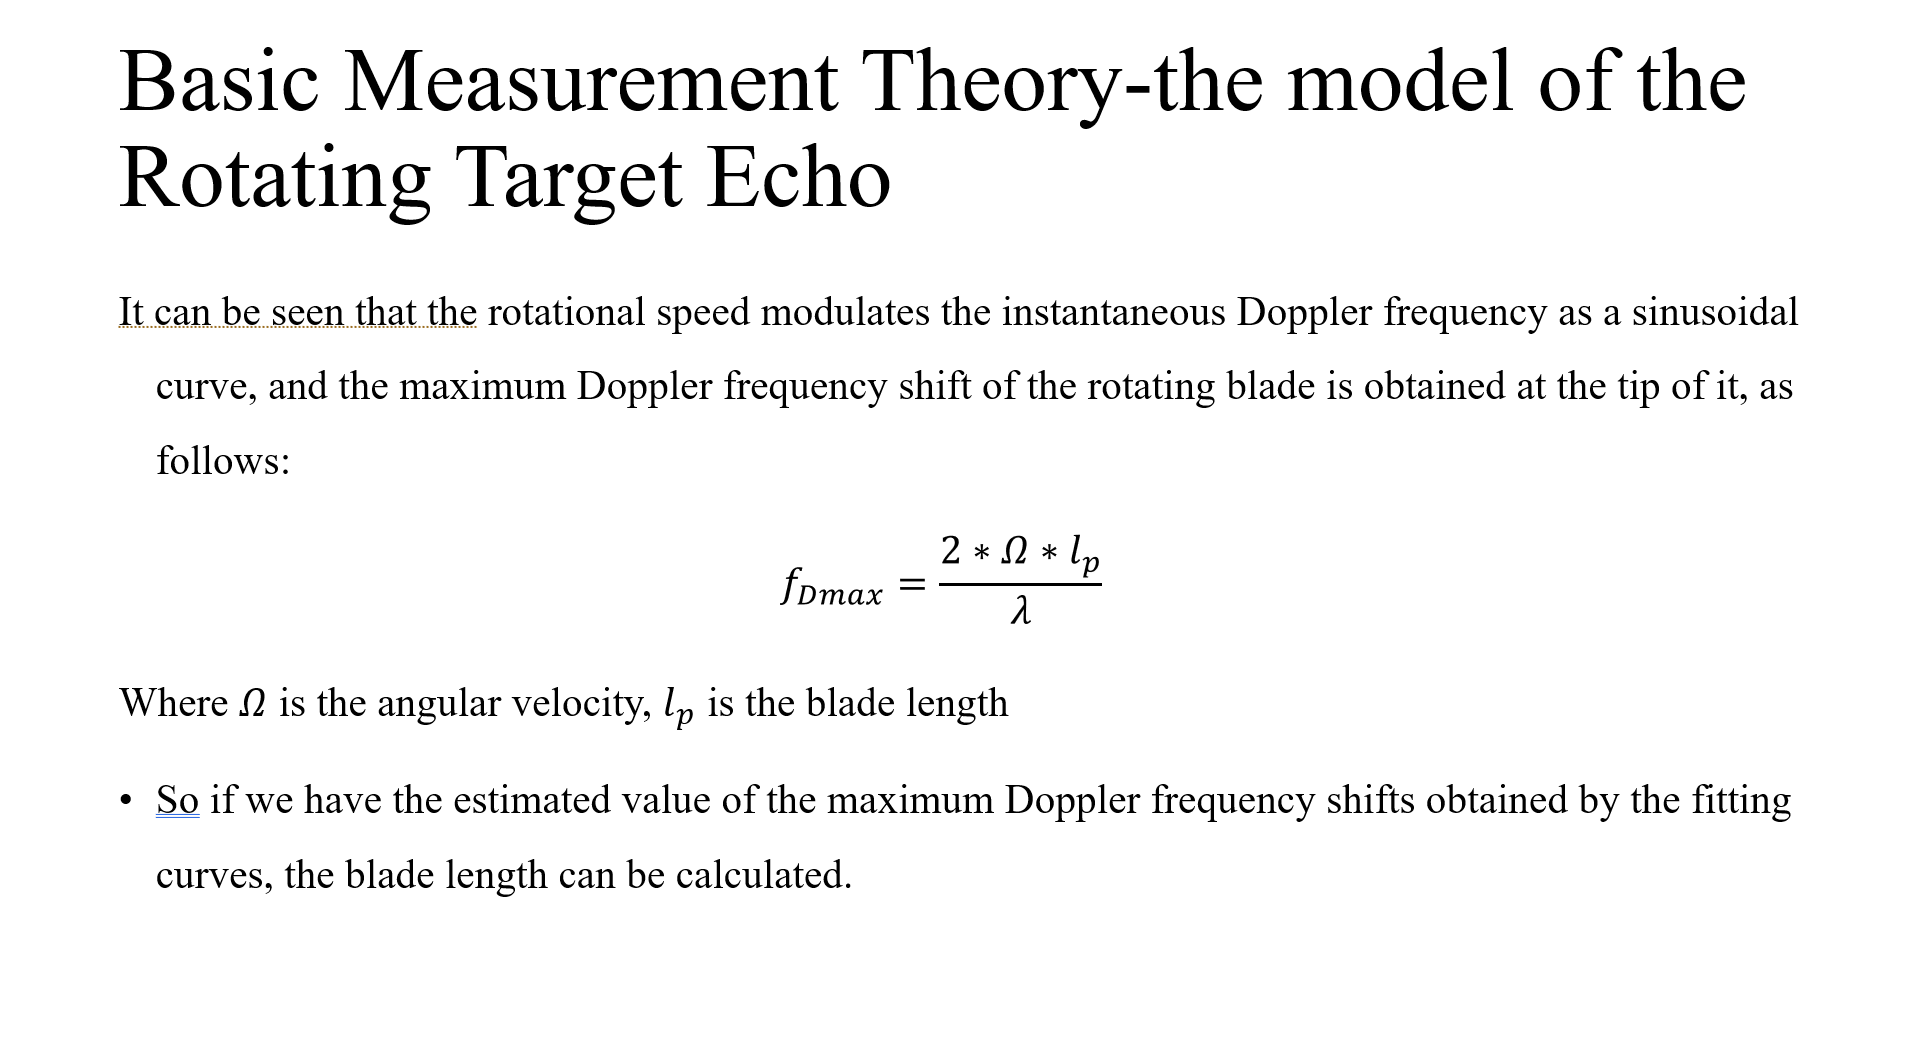 Basic Measurement Theory-the model of the
Rotating Target Echo
It can be seen that the rotational speed modulates the instantaneous Doppler frequency as a sinusoidal
curve, and the maximum Doppler frequency shift of the rotating blade is obtained at the tip of it, as
follows:
f_{Dmax} = \frac{2 * Ω * l_p}{λ}
Where Ω is the angular velocity, l_p is the blade length
• So if we have the estimated value of the maximum Doppler frequency shifts obtained by the fitting
curves, the blade length can be calculated.